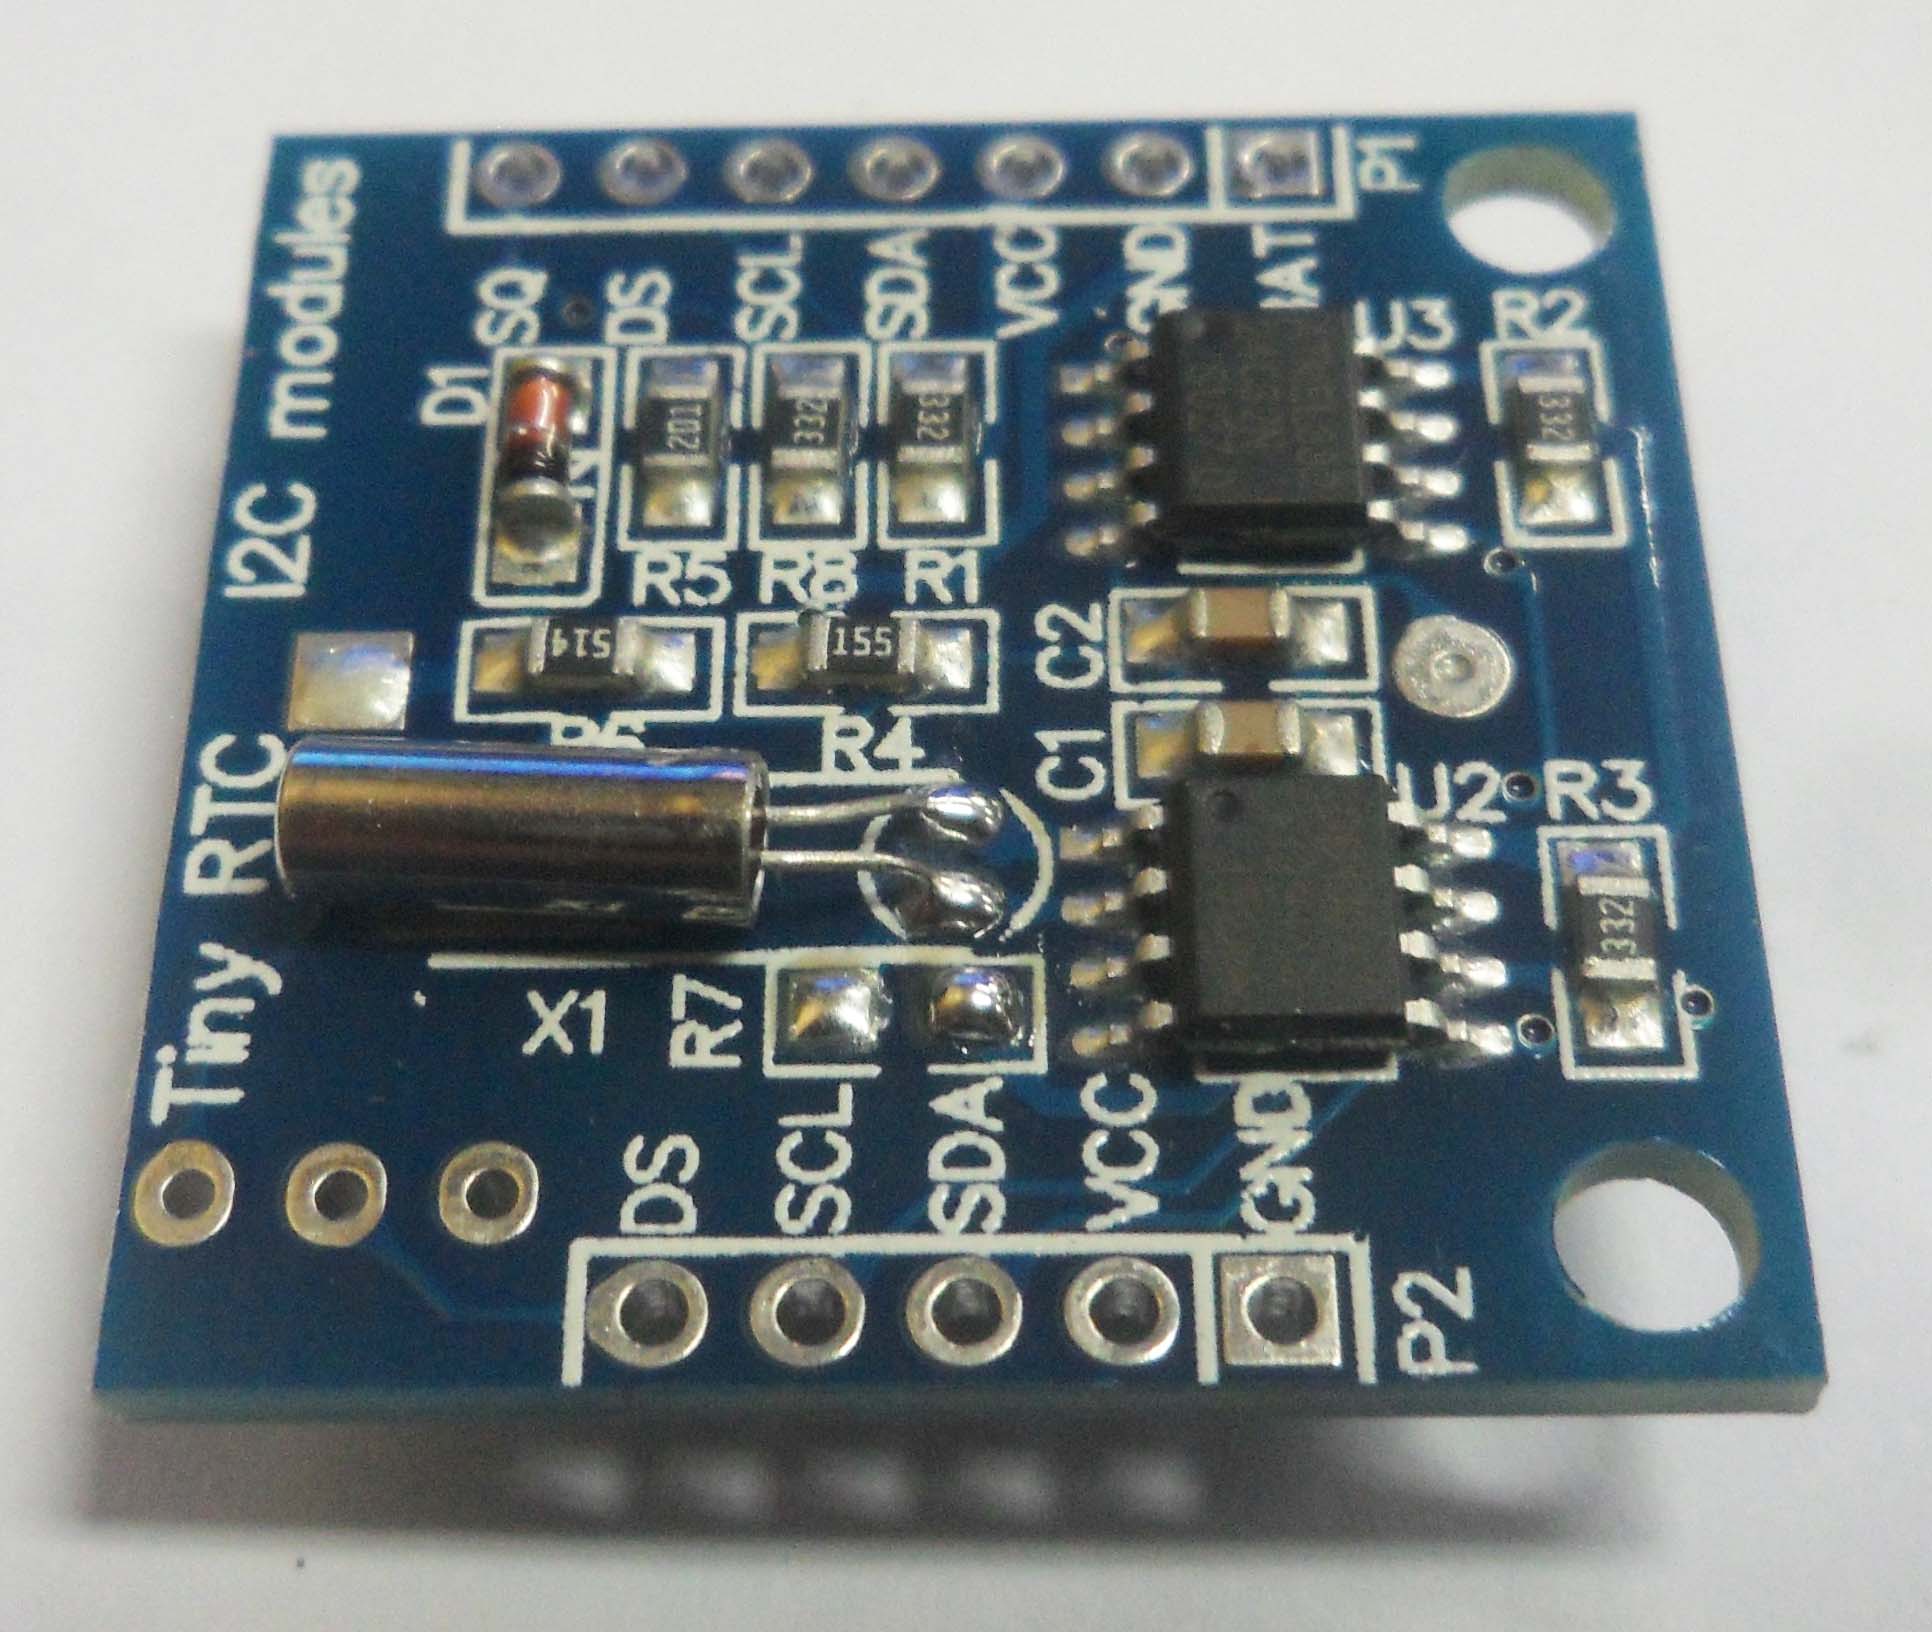 Tiny RTC I2C modules
P1
SQ
DS
SCL
SDA
VCC
GND
BAT
D1
U3
R2
201
332
332
332
R5
R8
R1
514
155
C2
R6
R4
C1
U2
R3
332
X1
R7
DS
SCL
SDA
VCC
GND
P2